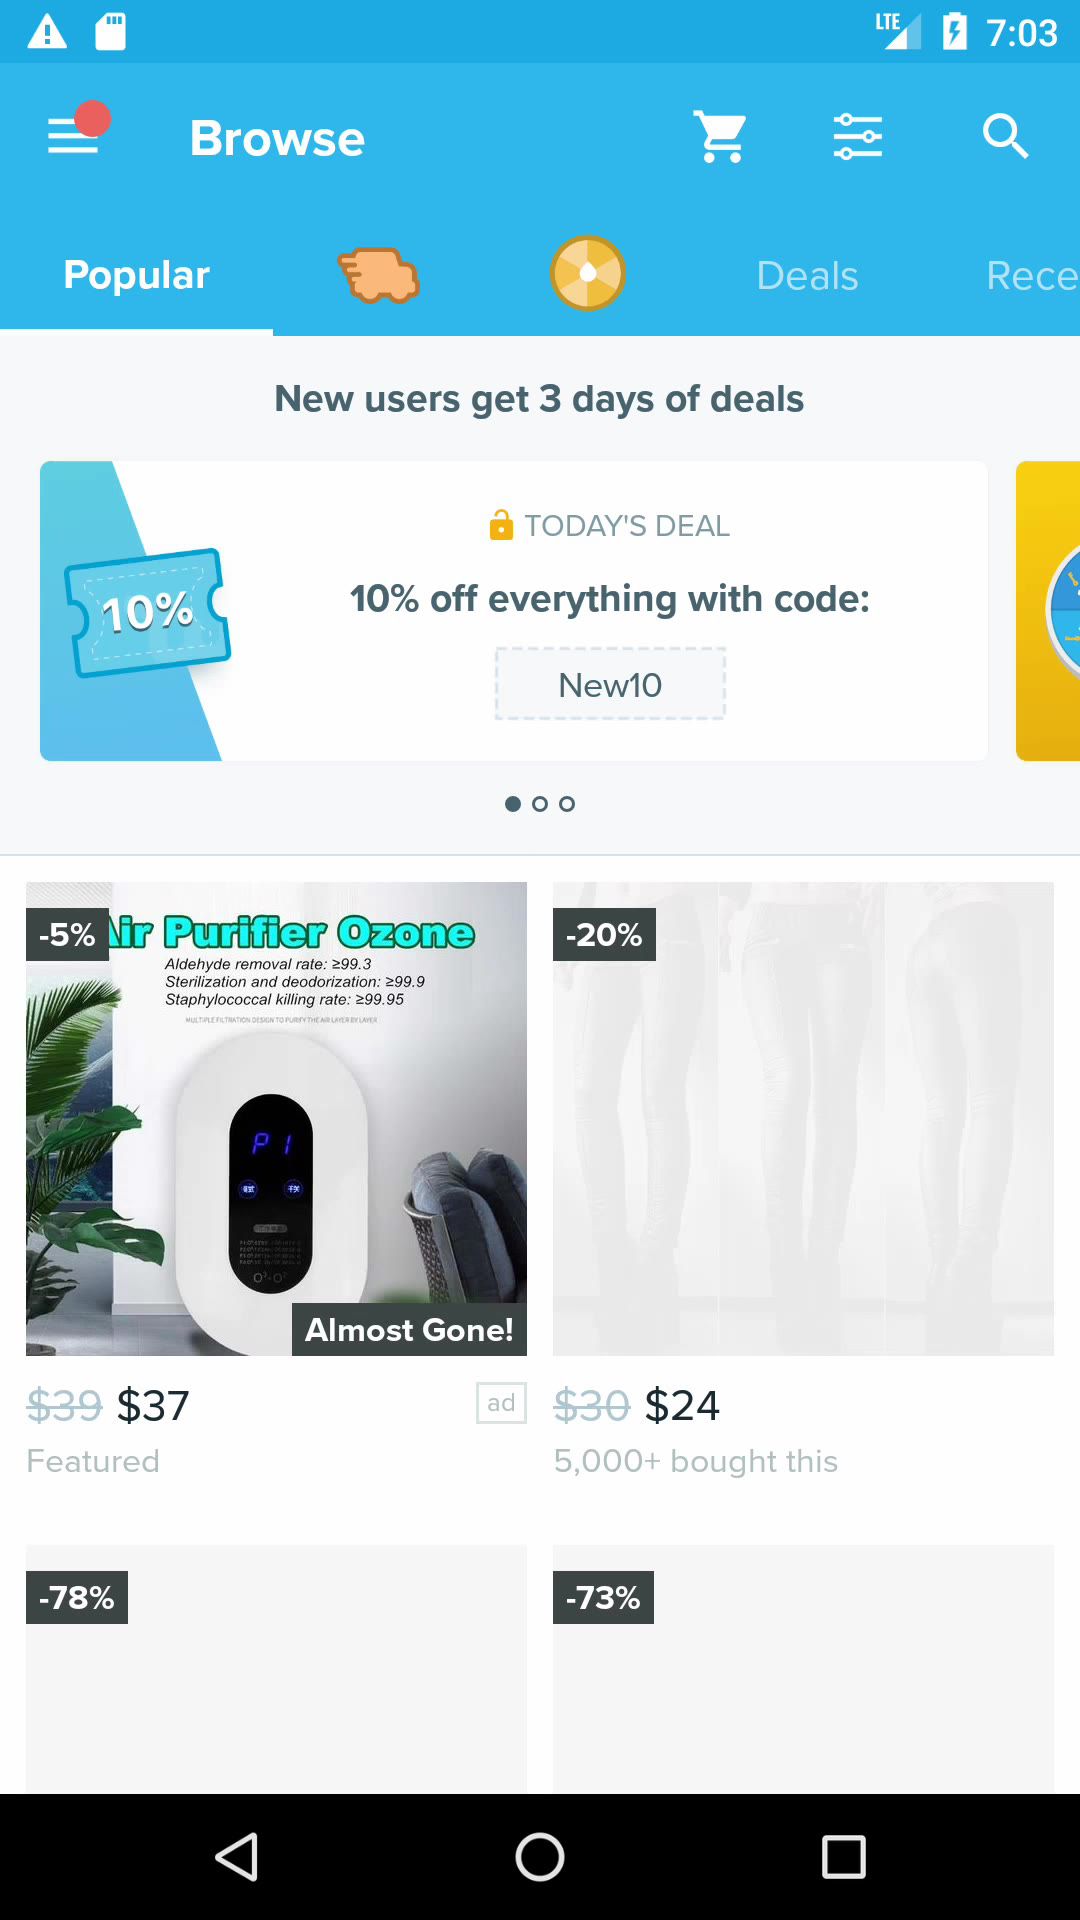 LTE 7:03
Browse
Popular
Deals
Rece
New users get 3 days of deals
TODAY'S DEAL
10%
10% off everything with code:
New10
-5%
Air Purifier Ozone
Aldehyde removal rate: ≥99.3
Sterilization and deodorization: ≥99.9
Staphylococcal killing rate: ≥99.95
MULTIPLE FILTRATION DESIGN TO PURIFY THE AIR LAYER BY LAYER
P1
Almost Gone!
-20%
$39 $37
ad
Featured
$30 $24
5,000+ bought this
-78%
-73%